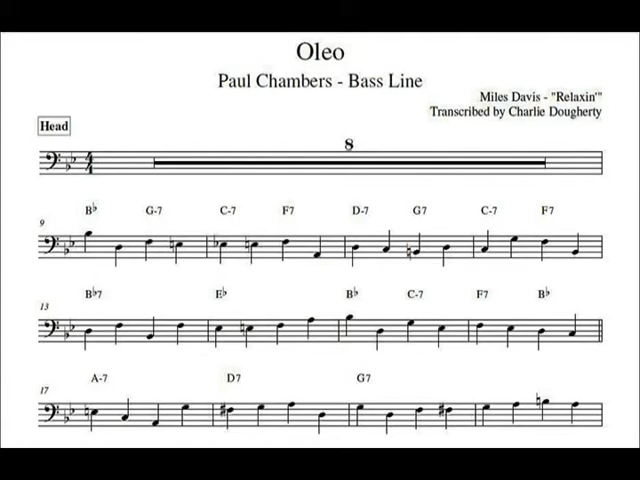 Oleo
Paul Chambers - Bass Line
Miles Davis - "Relaxin'"
Transcribed by Charlie Dougherty
Head
8
9 B♭ G-7 C-7 F7 D-7 G7 C-7 F7
13 B♭7 E♭ B♭ C-7 F7 B♭
17 A-7 D7 G7